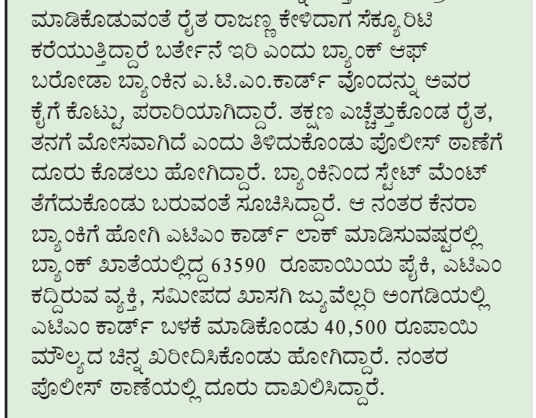 ಮಾಡಿಕೊಡುವಂತೆ ರೈತ ರಾಜಣ್ಣ ಕೇಳಿದಾಗ ಸೆಕ್ಯೂರಿಟಿ
ಕರೆಯುತ್ತಿದ್ದಾರೆ ಬರ್ತೇನೆ ಇರಿ ಎಂದು ಬ್ಯಾಂಕ್ ಆಫ್
ಬರೋಡಾ ಬ್ಯಾಂಕಿನ ಎ.ಟಿ.ಎಂ.ಕಾರ್ಡ್ ವೊಂದನ್ನು ಅವರ
ಕೈಗೆ ಕೊಟ್ಟು, ಪರಾರಿಯಾಗಿದ್ದಾರೆ. ತಕ್ಷಣ ಎಚ್ಚೆತ್ತುಕೊಂಡ ರೈತ,
ತನಗೆ ಮೋಸವಾಗಿದೆ ಎಂದು ತಿಳಿದುಕೊಂಡು ಪೊಲೀಸ್ ಠಾಣೆಗೆ
ದೂರು ಕೊಡಲು ಹೋಗಿದ್ದಾರೆ. ಬ್ಯಾಂಕಿನಿಂದ ಸ್ಟೇಟ್ ಮೆಂಟ್
ತೆಗೆದುಕೊಂಡು ಬರುವಂತೆ ಸೂಚಿಸಿದ್ದಾರೆ. ಆ ನಂತರ ಕೆನರಾ
ಬ್ಯಾಂಕಿಗೆ ಹೋಗಿ ಎಟಿಎಂ ಕಾರ್ಡ್ ಲಾಕ್ ಮಾಡಿಸುವಷ್ಟರಲ್ಲಿ
ಬ್ಯಾಂಕ್ ಖಾತೆಯಲ್ಲಿದ್ದ 63590 ರೂಪಾಯಿಯ ಪೈಕಿ, ಎಟಿಎಂ
ಕದ್ದಿರುವ ವ್ಯಕ್ತಿ, ಸಮೀಪದ ಖಾಸಗಿ ಜ್ಯುವೆಲ್ಲರಿ ಅಂಗಡಿಯಲ್ಲಿ
ಎಟಿಎಂ ಕಾರ್ಡ್ ಬಳಕೆ ಮಾಡಿಕೊಂಡು 40,500 ರೂಪಾಯಿ
ಮೌಲ್ಯದ ಚಿನ್ನ ಖರೀದಿಸಿಕೊಂಡು ಹೋಗಿದ್ದಾರೆ. ನಂತರ
ಪೊಲೀಸ್ ಠಾಣೆಯಲ್ಲಿ ದೂರು ದಾಖಲಿಸಿದ್ದಾರೆ.